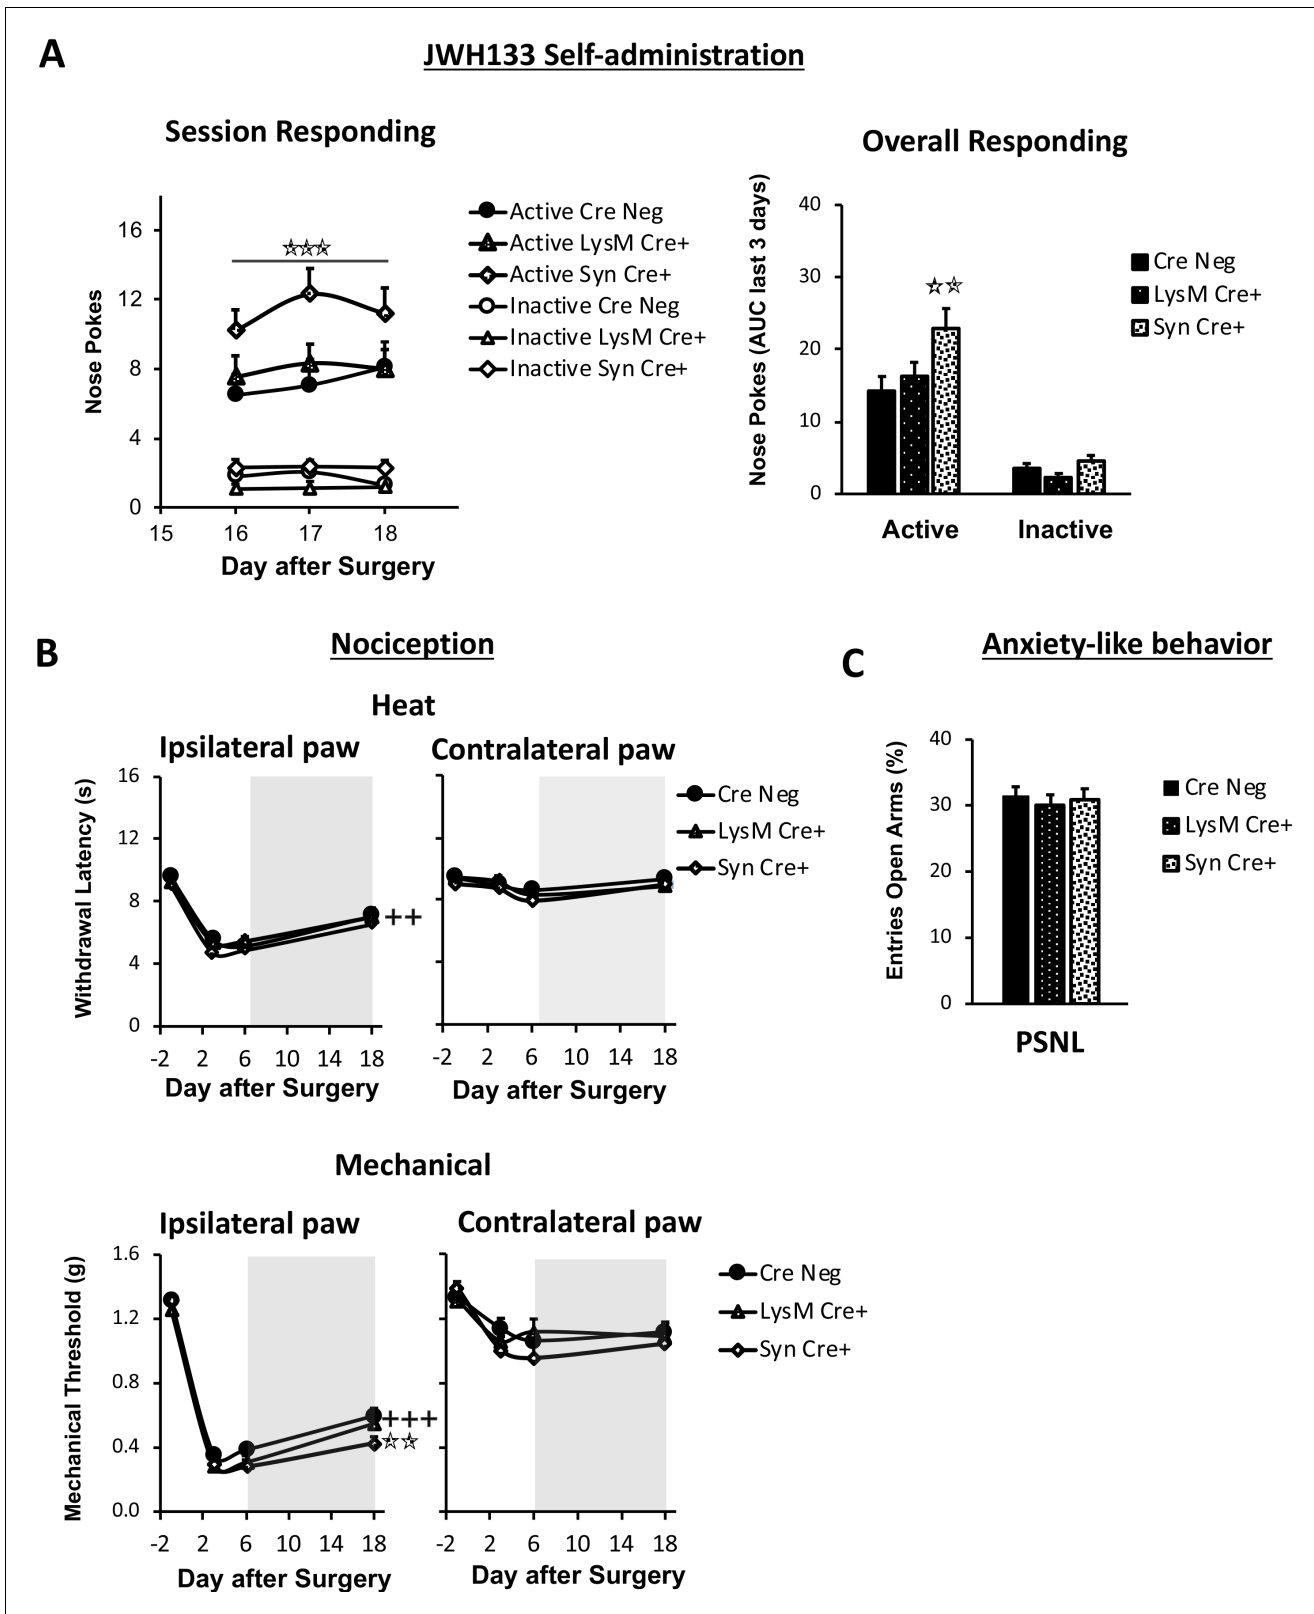 A
JWH133 Self-administration
Session Responding
Nose Pokes
16
12
8
4
0
15 16 17 18
Day after Surgery
Active Cre Neg
Active LysM Cre+
Active Syn Cre+
Inactive Cre Neg
Inactive LysM Cre+
Inactive Syn Cre+
Overall Responding
Nose Pokes (AUC last 3 days)
40
30
20
10
0
Active Inactive
Cre Neg
LysM Cre+
Syn Cre+
B
Nociception
Heat
Ipsilateral paw
Contralateral paw
Withdrawal Latency (s)
16
12
8
4
0
++
-2 2 6 10 14 18
Day after Surgery
-2 2 6 10 14 18
Day after Surgery
Cre Neg
LysM Cre+
Syn Cre+
C
Anxiety-like behavior
Entries Open Arms (%)
40
30
20
10
0
PSNL
Cre Neg
LysM Cre+
Syn Cre+
Mechanical
Ipsilateral paw
Contralateral paw
Mechanical Threshold (g)
1.6
1.2
0.8
0.4
0.0
+++
-2 2 6 10 14 18
Day after Surgery
-2 2 6 10 14 18
Day after Surgery
Cre Neg
LysM Cre+
Syn Cre+